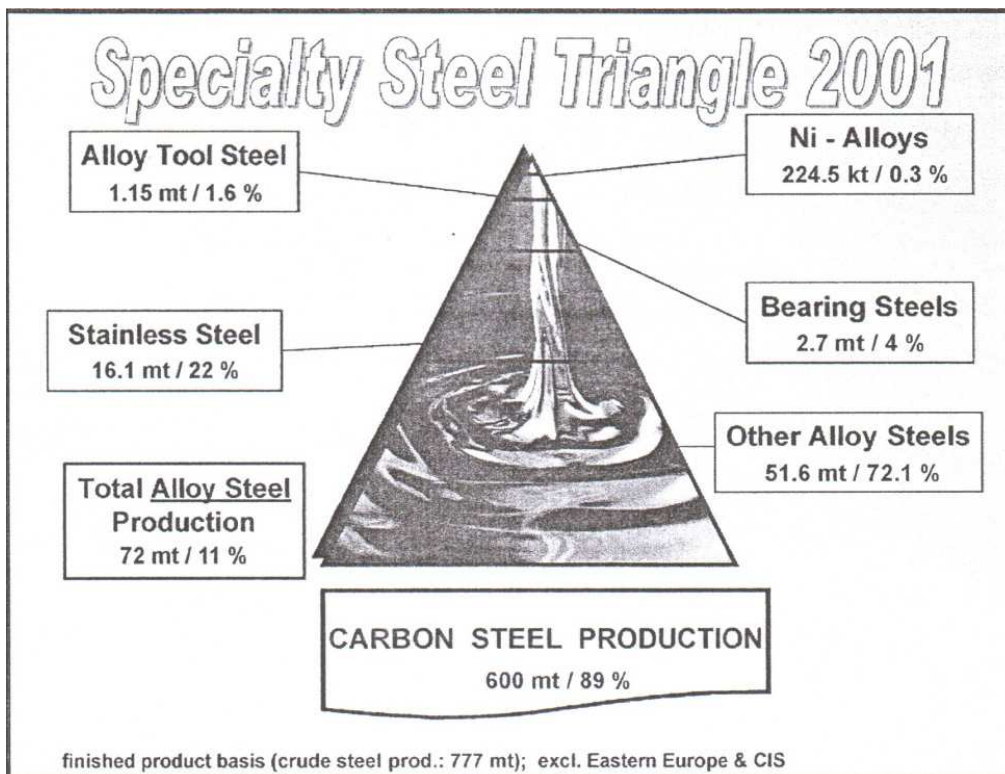 Specialty Steel Triangle 2001
Alloy Tool Steel
1.15 mt / 1.6 %
Ni - Alloys
224.5 kt / 0.3 %
Stainless Steel
16.1 mt / 22 %
Bearing Steels
2.7 mt / 4 %
Other Alloy Steels
51.6 mt / 72.1 %
Total Alloy Steel
Production
72 mt / 11 %
CARBON STEEL PRODUCTION
600 mt / 89 %
finished product basis (crude steel prod.: 777 mt); excl. Eastern Europe & CIS